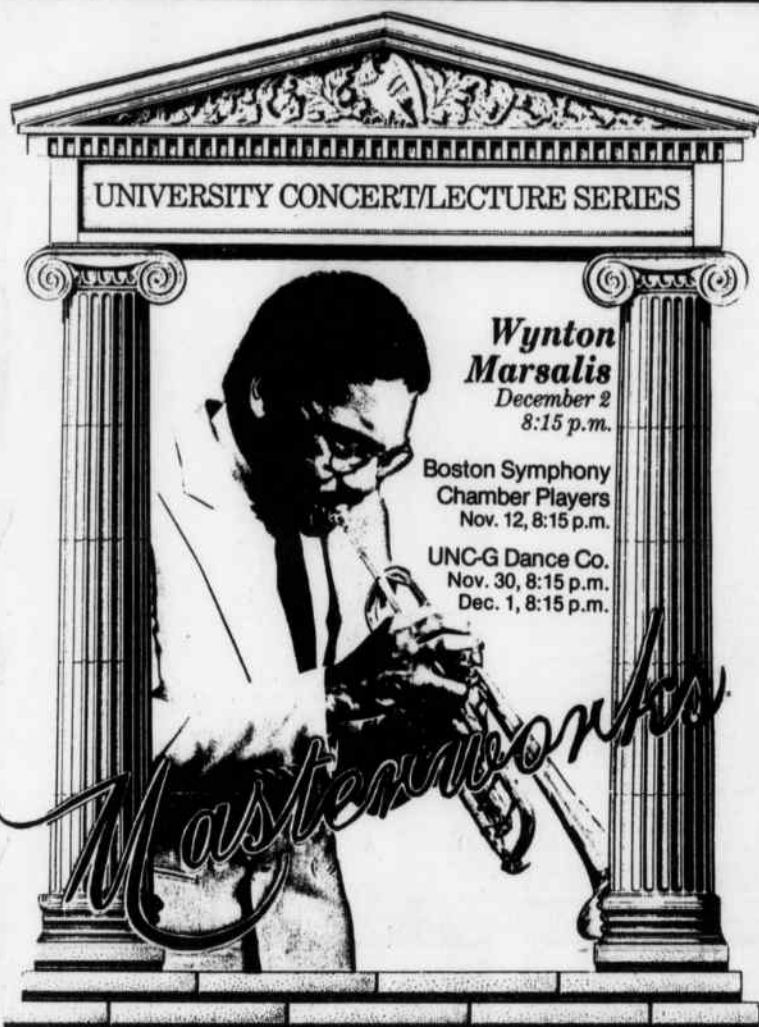 UNIVERSITY CONCERT/LECTURE SERIES
Wynton
Marsalis
December 2
8:15 p.m.
Boston Symphony
Chamber Players
Nov. 12, 8:15 p.m.
UNC-G Dance Co.
Nov. 30, 8:15 p.m.
Dec. 1, 8:15 p.m.
Masterworks